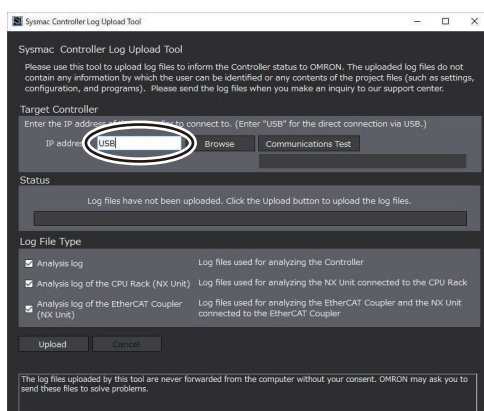 Sysmac Controller Log Upload Tool
Sysmac Controller Log Upload Tool
Please use this tool to upload log files to inform the Controller status to OMRON. The uploaded log files do not
contain any information by which the user can be identified or any contents of the project files (such as settings,
configuration, and programs). Please send the log files when you make an inquiry to our support center.
Target Controller
Enter the IP address of the Controller to connect to. (Enter "USB" for the direct connection via USB.)
IP address USB Browse Communications Test
Status
Log files have not been uploaded. Click the Upload button to upload the log files.
Log File Type
Analysis log Log files used for analyzing the Controller
Analysis log of the CPU Rack (NX Unit) Log files used for analyzing the NX Unit connected to the CPU Rack
Analysis log of the EtherCAT Coupler (NX Unit) Log files used for analyzing the EtherCAT Coupler and the NX Unit connected to the EtherCAT Coupler
Upload Cancel
The log files uploaded by this tool are never forwarded from the computer without your consent. OMRON may ask you to
send these files to solve problems.